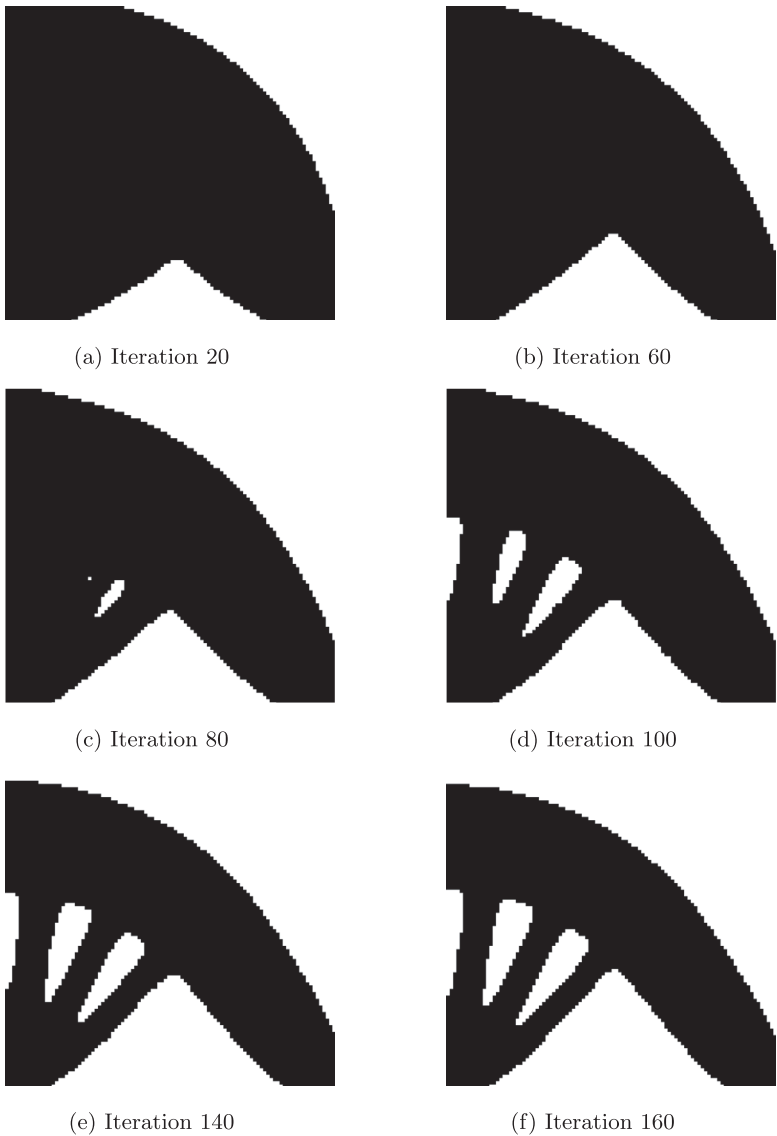 (a) Iteration 20
(b) Iteration 60
(c) Iteration 80
(d) Iteration 100
(e) Iteration 140
(f) Iteration 160